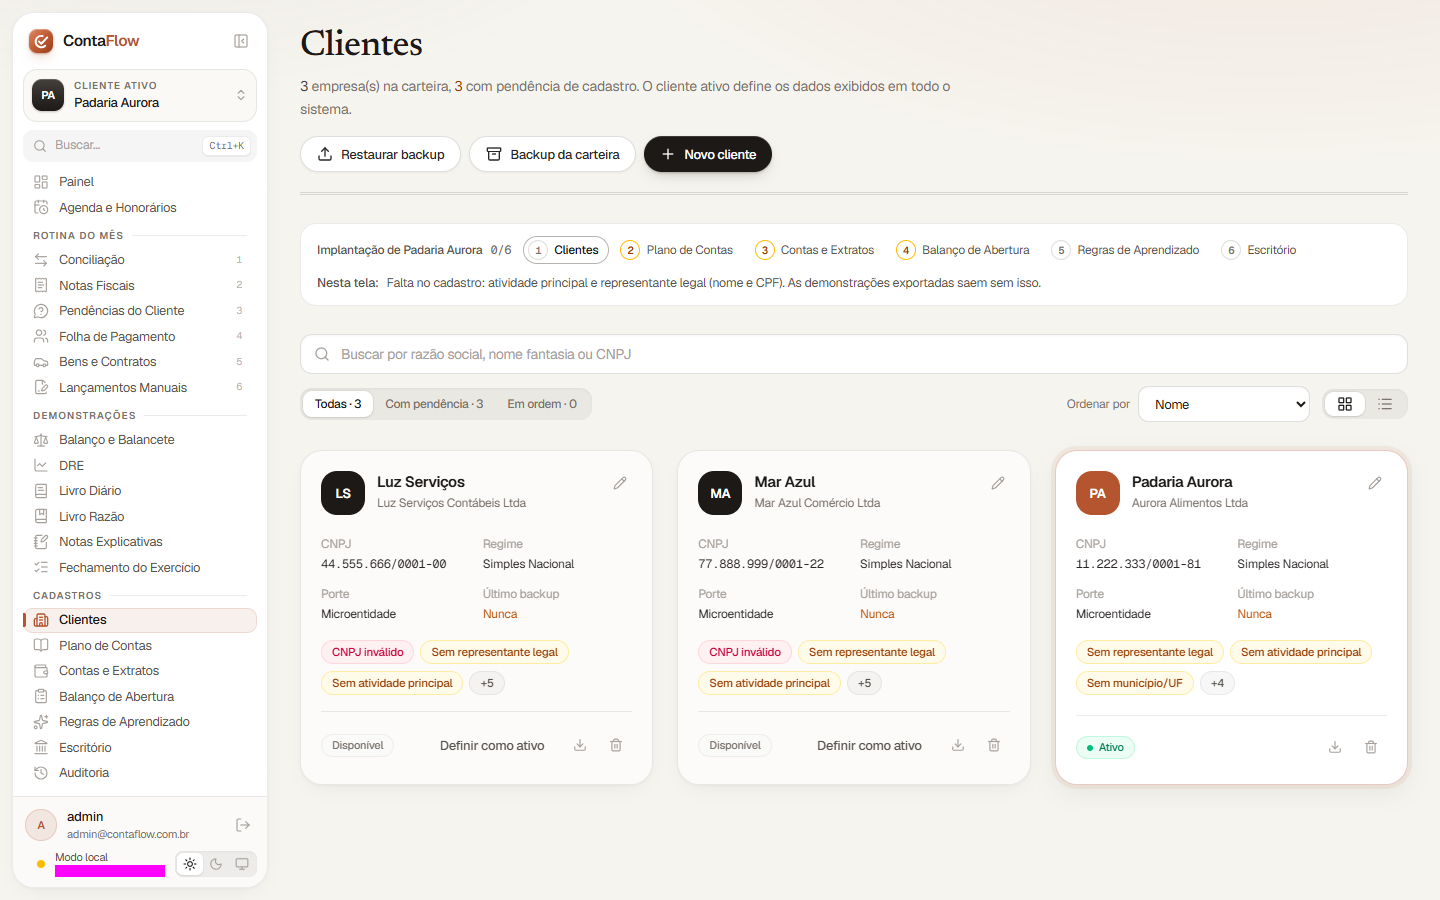 ContaFlow
PA
CLIENTE ATIVO
Padaria Aurora
Buscar...
Ctrl+K
Painel
Agenda e Honorários
ROTINA DO MÊS
Conciliação 1
Notas Fiscais 2
Pendências do Cliente 3
Folha de Pagamento 4
Bens e Contratos 5
Lançamentos Manuais 6
DEMONSTRAÇÕES
Balanço e Balancete
DRE
Livro Diário
Livro Razão
Notas Explicativas
Fechamento do Exercício
CADASTROS
Clientes
Plano de Contas
Contas e Extratos
Balanço de Abertura
Regras de Aprendizado
Escritório
Auditoria
A
admin
admin@contaflow.com.br
Modo local
Clientes
3 empresa(s) na carteira, 3 com pendência de cadastro. O cliente ativo define os dados exibidos em todo o
sistema.
Restaurar backup
Backup da carteira
Novo cliente
Implantação de Padaria Aurora 0/6 1 Clientes 2 Plano de Contas 3 Contas e Extratos 4 Balanço de Abertura 5 Regras de Aprendizado 6 Escritório
Nesta tela: Falta no cadastro: atividade principal e representante legal (nome e CPF). As demonstrações exportadas saem sem isso.
Buscar por razão social, nome fantasia ou CNPJ
Todas · 3 Com pendência · 3 Em ordem · 0
Ordenar por Nome
LS
Luz Serviços
Luz Serviços Contábeis Ltda
CNPJ Regime
44.555.666/0001-00 Simples Nacional
Porte Último backup
Microentidade Nunca
CNPJ inválido Sem representante legal
Sem atividade principal +5
Disponível Definir como ativo
MA
Mar Azul
Mar Azul Comércio Ltda
CNPJ Regime
77.888.999/0001-22 Simples Nacional
Porte Último backup
Microentidade Nunca
CNPJ inválido Sem representante legal
Sem atividade principal +5
Disponível Definir como ativo
PA
Padaria Aurora
Aurora Alimentos Ltda
CNPJ Regime
11.222.333/0001-81 Simples Nacional
Porte Último backup
Microentidade Nunca
Sem representante legal Sem atividade principal
Sem município/UF +4
Ativo